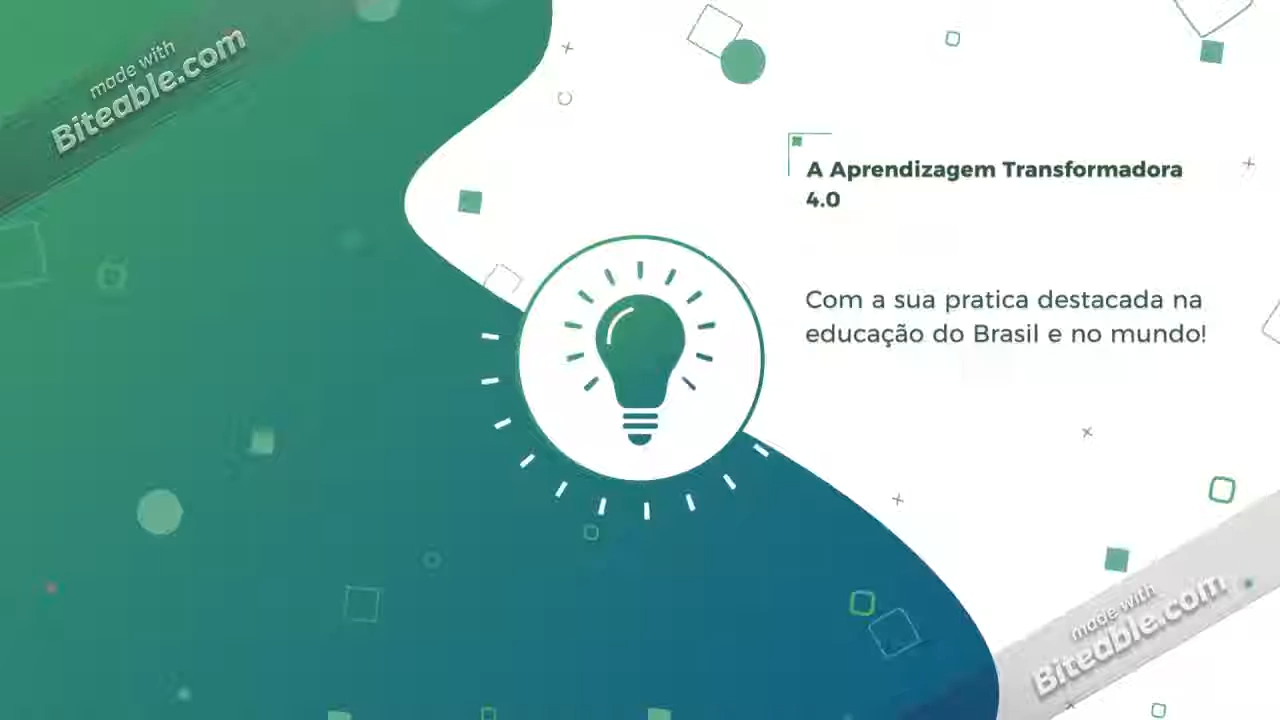 made with
Biteable.com
A Aprendizagem Transformadora
4.0
Com a sua pratica destacada na
educação do Brasil e no mundo!
made with
Biteable.com